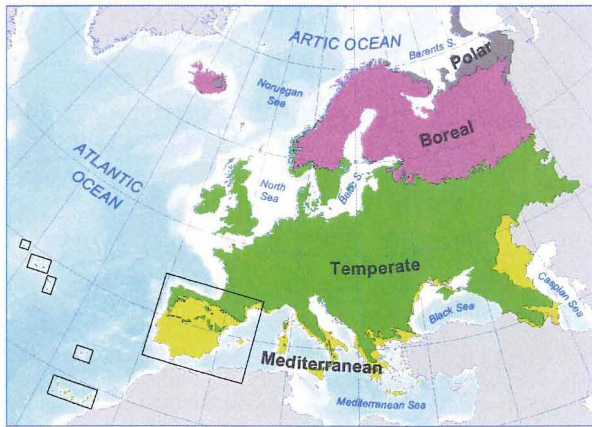 ARTIC OCEAN
Barents S.
Polar
Noruegan
Sea
Boreal
ATLANTIC
OCEAN
North
Sea
Baltic S.
Temperate
Caspian Sea
Black Sea
Mediterranean
Mediterranean Sea